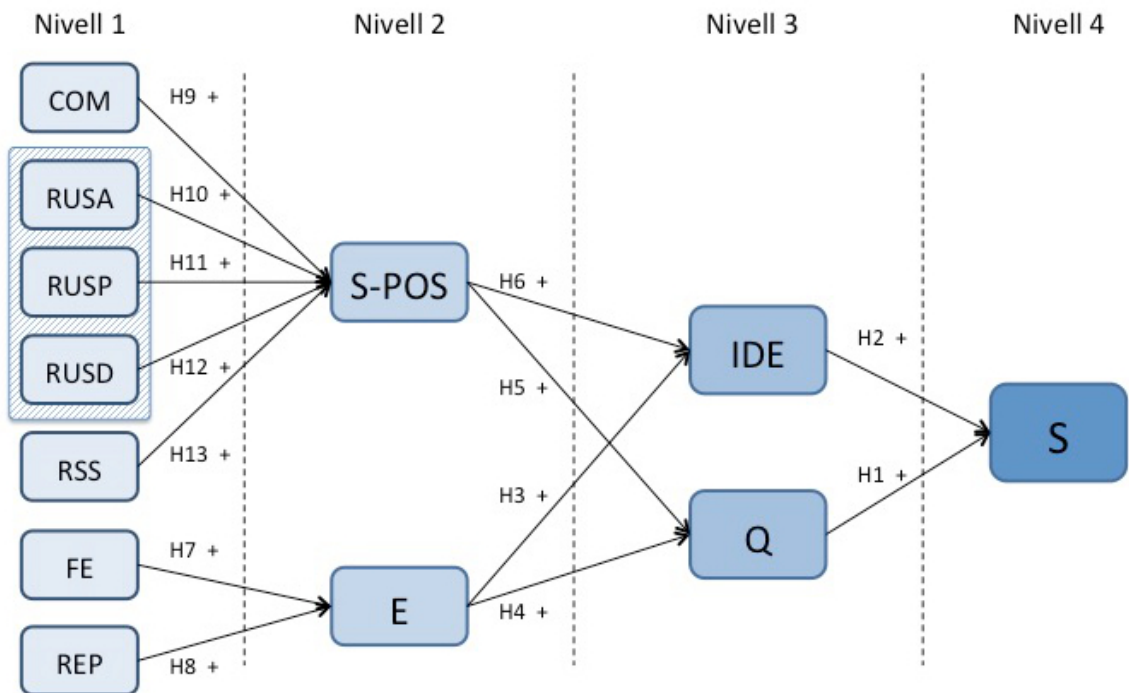 Nivell 1
Nivell 2
Nivell 3
Nivell 4
COM
RUSA
RUSP
RUSD
RSS
FE
REP
H9 +
H10 +
H11 +
H12 +
H13 +
H7 +
H8 +
S-POS
E
H6 +
H5 +
H3 +
H4 +
IDE
Q
H2 +
H1 +
S